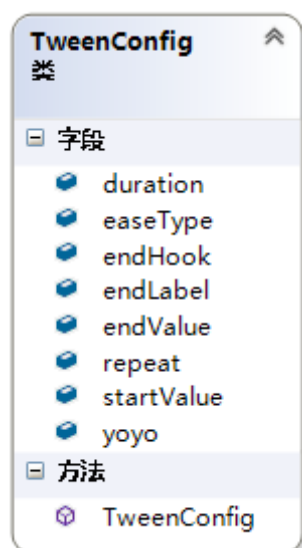 TweenConfig
类
字段
duration
easeType
endHook
endLabel
endValue
repeat
startValue
yoyo
方法
TweenConfig